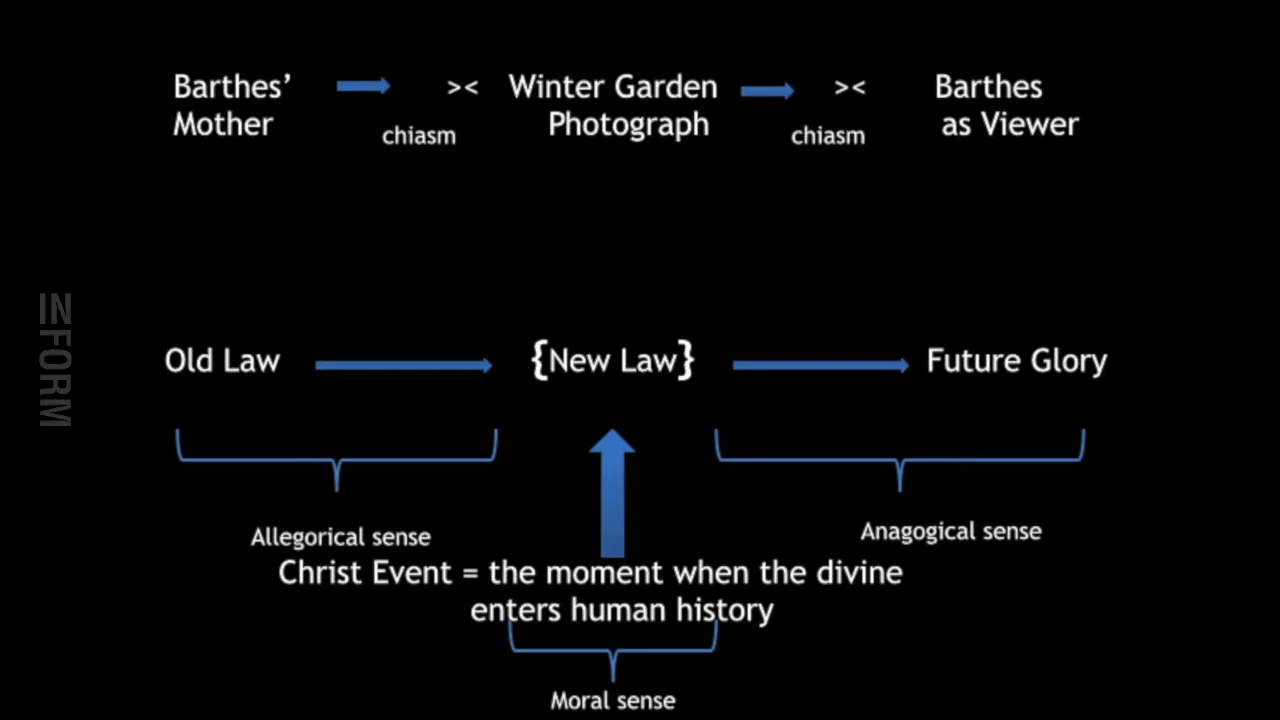 Barthes’ >< Winter Garden >< Barthes
Mother chiasm Photograph chiasm as Viewer
INFORM
Old Law {New Law} Future Glory
Allegorical sense Anagogical sense
Christ Event = the moment when the divine
enters human history
Moral sense